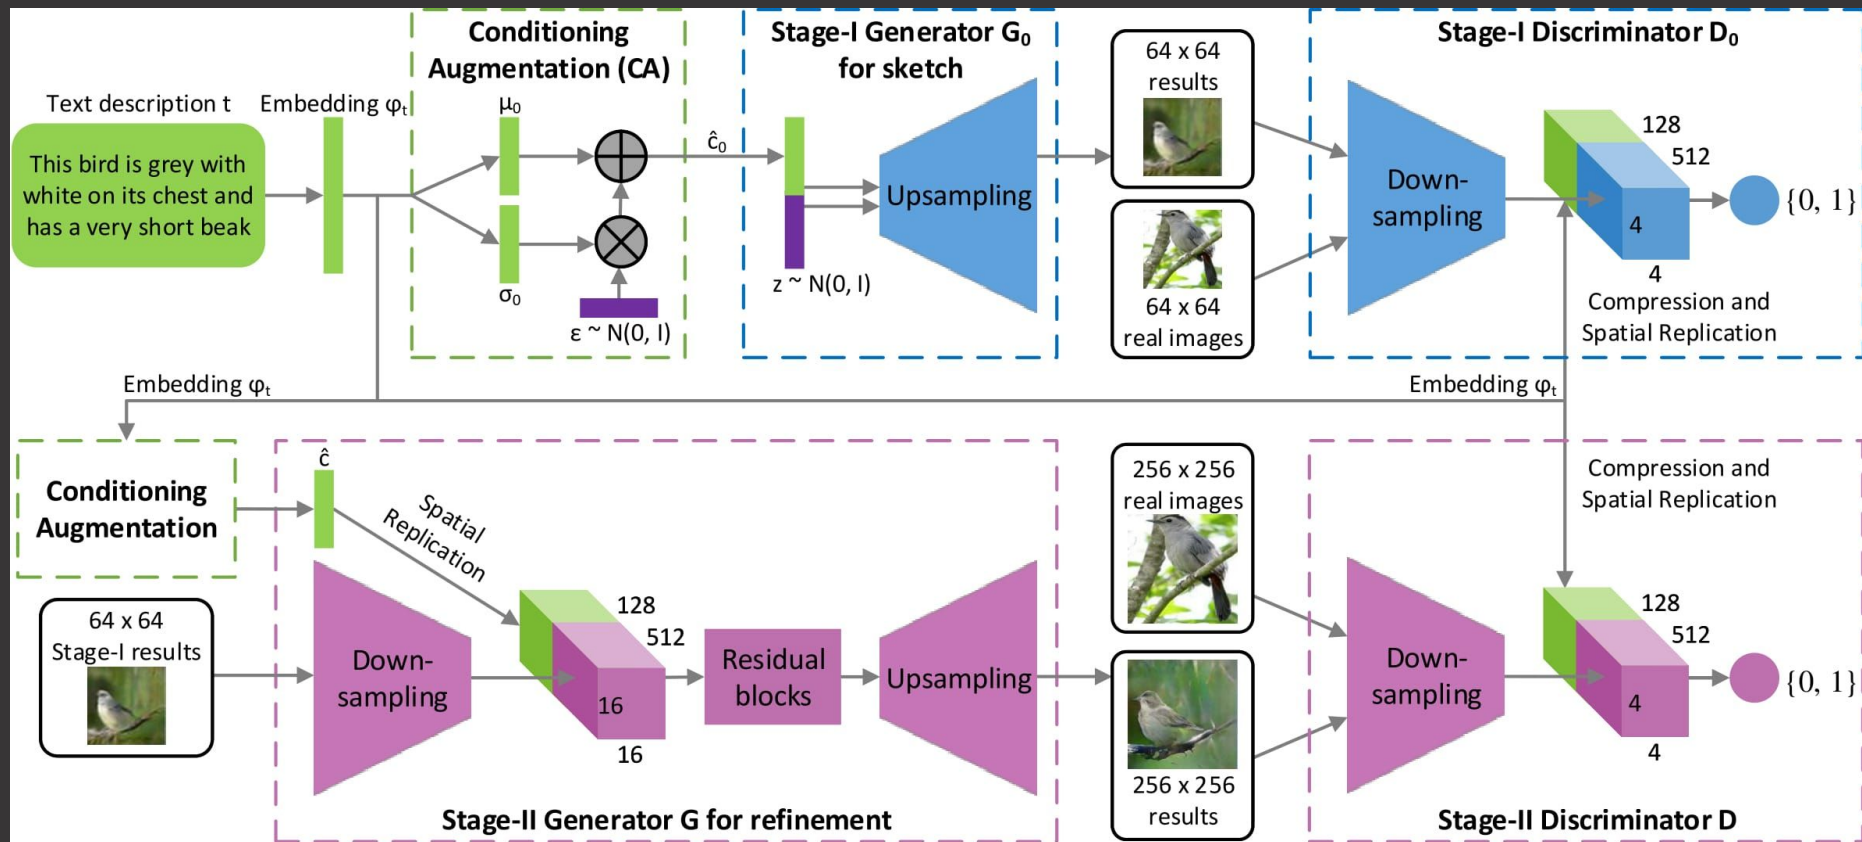 Conditioning
Augmentation (CA)
Stage-I Generator G₀
for sketch
Stage-I Discriminator D₀
Text description t
Embedding φₜ
This bird is grey with
white on its chest and
has a very short beak
μ₀
σ₀
ε ~ N(0, I)
ĉ₀
z ~ N(0, I)
Upsampling
64 x 64
results
64 x 64
real images
Down-
sampling
128
512
4
4
{0, 1}
Compression and
Spatial Replication
Embedding φₜ
Embedding φₜ
Conditioning
Augmentation
ĉ
Spatial
Replication
64 x 64
Stage-I results
Down-
sampling
128
512
16
16
Residual
blocks
Upsampling
Stage-II Generator G for refinement
256 x 256
real images
256 x 256
results
Compression and
Spatial Replication
Down-
sampling
128
512
4
4
{0, 1}
Stage-II Discriminator D